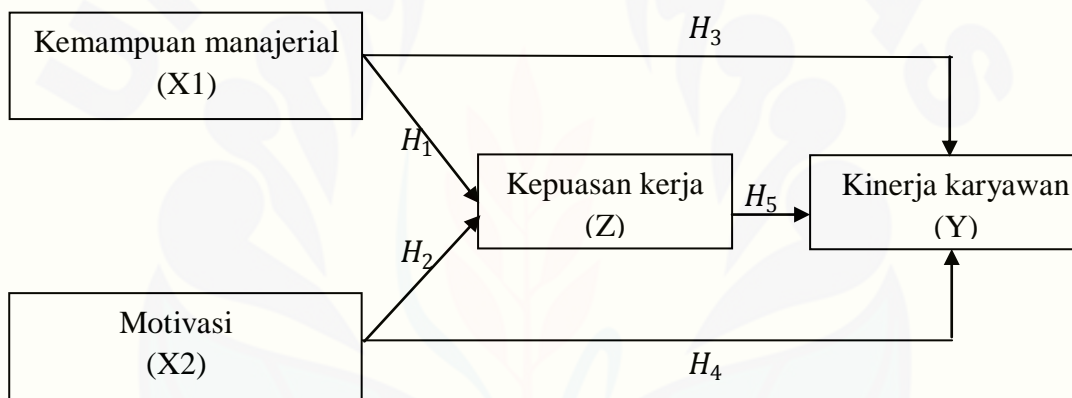 Kemampuan manajerial
(X1)
H₃
H₁
Kepuasan kerja
(Z)
H₅
Kinerja karyawan
(Y)
H₂
Motivasi
(X2)
H₄